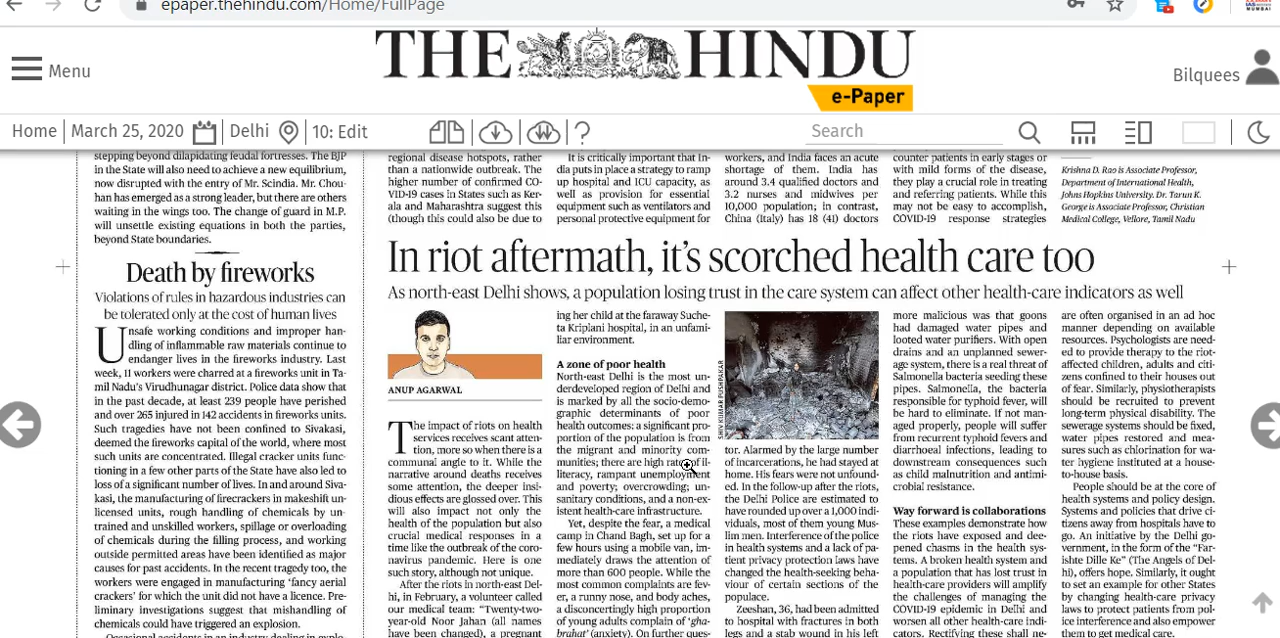 epaper.thehindu.com/Home/FullPage
Menu
THE HINDU
e-Paper
Bilquees
Home
March 25, 2020
Delhi
10: Edit
?
Search
stepping beyond dilapidating feudal fortresses. The BJP
in the State will also need to achieve a new equilibrium,
now disrupted with the entry of Mr. Scindia. Mr. Chou-
han has emerged as a strong leader, but there are others
waiting in the wings too. The change of guard in M.P.
will unsettle existing equations in both the parties,
beyond State boundaries.
Death by fireworks
Violations of rules in hazardous industries can
be tolerated only at the cost of human lives
Unsafe working conditions and improper han-
dling of inflammable raw materials continue to
endanger lives in the fireworks industry. Last
week, 11 workers were charred at a fireworks unit in Ta-
mil Nadu's Virudhunagar district. Police data show that
in the past decade, at least 239 people have perished
and over 265 injured in 142 accidents in fireworks units.
Such tragedies have not been confined to Sivakasi,
deemed the fireworks capital of the world, where most
such units are concentrated. Illegal cracker units func-
tioning in a few other parts of the State have also led to
loss of a significant number of lives. In and around Siva-
kasi, the manufacturing of firecrackers in makeshift un-
licensed units, rough handling of chemicals by un-
trained and unskilled workers, spillage or overloading
of chemicals during the filling process, and working
outside permitted areas have been identified as major
causes for past accidents. In the recent tragedy too, the
workers were engaged in manufacturing 'fancy aerial
crackers' for which the unit did not have a licence. Pre-
liminary investigations suggest that mishandling of
chemicals could have triggered an explosion.
Occasional accidents in an industry dealing in explo-
regional disease hotspots, rather
than a nationwide outbreak. The
higher number of confirmed CO-
VID-19 cases in States such as Ker-
ala and Maharashtra suggest this
(though this could also be due to
It is critically important that In-
dia puts in place a strategy to ramp
up hospital and ICU capacity, as
well as provision for essential
equipment such as ventilators and
personal protective equipment for
workers, and India faces an acute
shortage of them. India has
around 3.4 qualified doctors and
3.2 nurses and midwives per
10,000 population; in contrast,
China (Italy) has 18 (41) doctors
counter patients in early stages or
with mild forms of the disease,
they play a crucial role in treating
and referring patients. While this
may not be easy to accomplish,
COVID-19 response strategies
Krishna D. Rao is Associate Professor,
Department of International Health,
Johns Hopkins University. Dr. Tarun K.
George is Associate Professor, Christian
Medical College, Vellore, Tamil Nadu
In riot aftermath, it's scorched health care too
As north-east Delhi shows, a population losing trust in the care system can affect other health-care indicators as well
ANUP AGARWAL
The impact of riots on health
services receives scant atten-
tion, more so when there is a
communal angle to it. While the
narrative around deaths receives
some attention, the deeper insi-
dious effects are glossed over. This
will also impact not only the
health of the population but also
crucial medical responses in a
time like the outbreak of the coro-
navirus pandemic. Here is one
such story, although not unique.
After the riots in north-east Del-
hi, in February, a volunteer called
our medical team: “Twenty-two-
year-old Noor Jahan (all names
have been changed), a pregnant
ing her child at the faraway Suche-
ta Kriplani hospital, in an unfami-
liar environment.
A zone of poor health
North-east Delhi is the most un-
derdeveloped region of Delhi and
is marked by all the socio-demo-
graphic determinants of poor
health outcomes: a significant pro-
portion of the population is from
the migrant and minority com-
munities; there are high rates of il-
literacy, rampant unemployment
and poverty; overcrowding; un-
sanitary conditions, and a non-ex-
istent health-care infrastructure.
Yet, despite the fear, a medical
camp in Chand Bagh, set up for a
few hours using a mobile van, im-
mediately draws the attention of
more than 600 people. While the
most common complaints are fev-
er, a runny nose, and body aches,
a disconcertingly high proportion
of young adults complain of 'gha-
brahat' (anxiety). On further ques-
SHIV KUMAR PUSHPAKAR
tor. Alarmed by the large number
of incarcerations, he had stayed at
home. His fears were not unfound-
ed. In the follow-up after the riots,
the Delhi Police are estimated to
have rounded up over a 1,000 indi-
viduals, most of them young Mus-
lim men. Interference of the police
in health systems and a lack of pa-
tient privacy protection laws have
changed the health-seeking beha-
viour of certain sections of the
populace.
Zeeshan, 36, had been admitted
to hospital with fractures in both
legs and a stab wound in his left
more malicious was that goons
had damaged water pipes and
looted water purifiers. With open
drains and an unplanned sewer-
age system, there is a real threat of
Salmonella bacteria seeding these
pipes. Salmonella, the bacteria
responsible for typhoid fever, will
be hard to eliminate. If not man-
aged properly, people will suffer
from recurrent typhoid fevers and
diarrhoeal infections, leading to
downstream consequences such
as child malnutrition and antimi-
crobial resistance.
Way forward is collaborations
These examples demonstrate how
the riots have exposed and dee-
pened chasms in the health sys-
tems. A broken health system and
a population that has lost trust in
health-care providers will amplify
the challenges of managing the
COVID-19 epidemic in Delhi and
worsen all other health-care indi-
cators. Rectifying these shall ne-
are often organised in an ad hoc
manner depending on available
resources. Psychologists are need-
ed to provide therapy to the riot-
affected children, adults and citi-
zens confined to their houses out
of fear. Similarly, physiotherapists
should be recruited to prevent
long-term physical disability. The
sewerage systems should be fixed,
water pipes restored and mea-
sures such as chlorination for wa-
ter hygiene instituted at a house-
to-house basis.
People should be at the core of
health systems and policy design.
Systems and policies that drive ci-
tizens away from hospitals have to
go. An initiative by the Delhi go-
vernment, in the form of the “Far-
ishte Dille Ke” (The Angels of Del-
hi), offers hope. Similarly, it ought
to set an example for other States
by changing health-care privacy
laws to protect patients from pol-
ice interference and also empower
them to set the medical narrative.